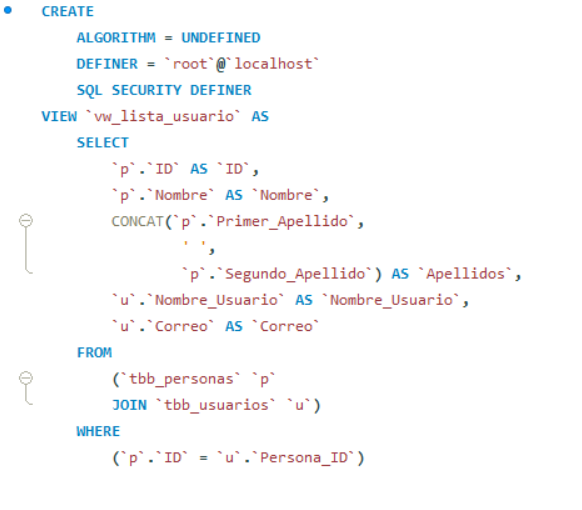 CREATE
ALGORITHM = UNDEFINED
DEFINER = `root`@`localhost`
SQL SECURITY DEFINER
VIEW `vw_lista_usuario` AS
SELECT
`p`.`ID` AS `ID`,
`p`.`Nombre` AS `Nombre`,
CONCAT(`p`.`Primer_Apellido`,
' ',
`p`.`Segundo_Apellido`) AS `Apellidos`,
`u`.`Nombre_Usuario` AS `Nombre_Usuario`,
`u`.`Correo` AS `Correo`
FROM
(`tbb_personas` `p`
JOIN `tbb_usuarios` `u`)
WHERE
(`p`.`ID` = `u`.`Persona_ID`)